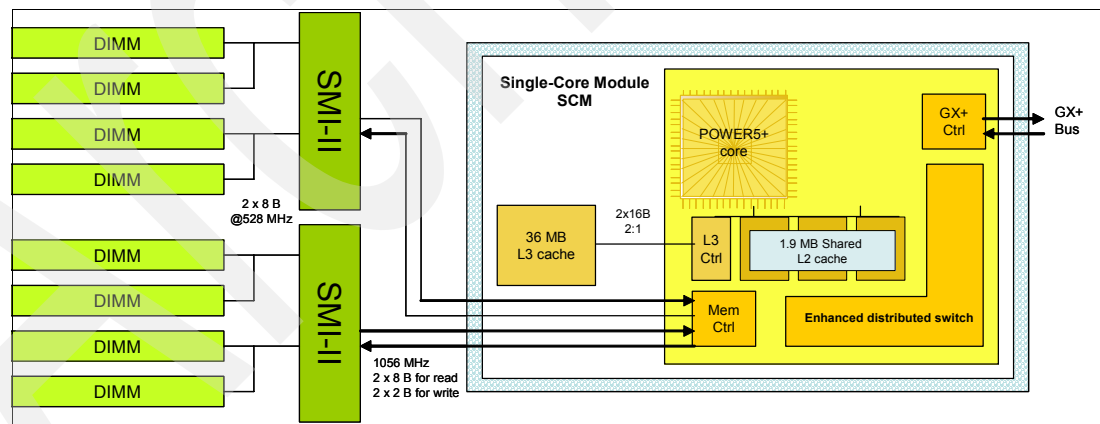 DIMM
DIMM
DIMM
DIMM
SMI-II
2 x 8 B
@528 MHz
DIMM
DIMM
DIMM
DIMM
SMI-II
1056 MHz
2 x 8 B for read
2 x 2 B for write
Single-Core Module
SCM
POWER5+
core
GX+
Ctrl
GX+
Bus
36 MB
L3 cache
2x16B
2:1
L3
Ctrl
1.9 MB Shared
L2 cache
Mem
Ctrl
Enhanced distributed switch